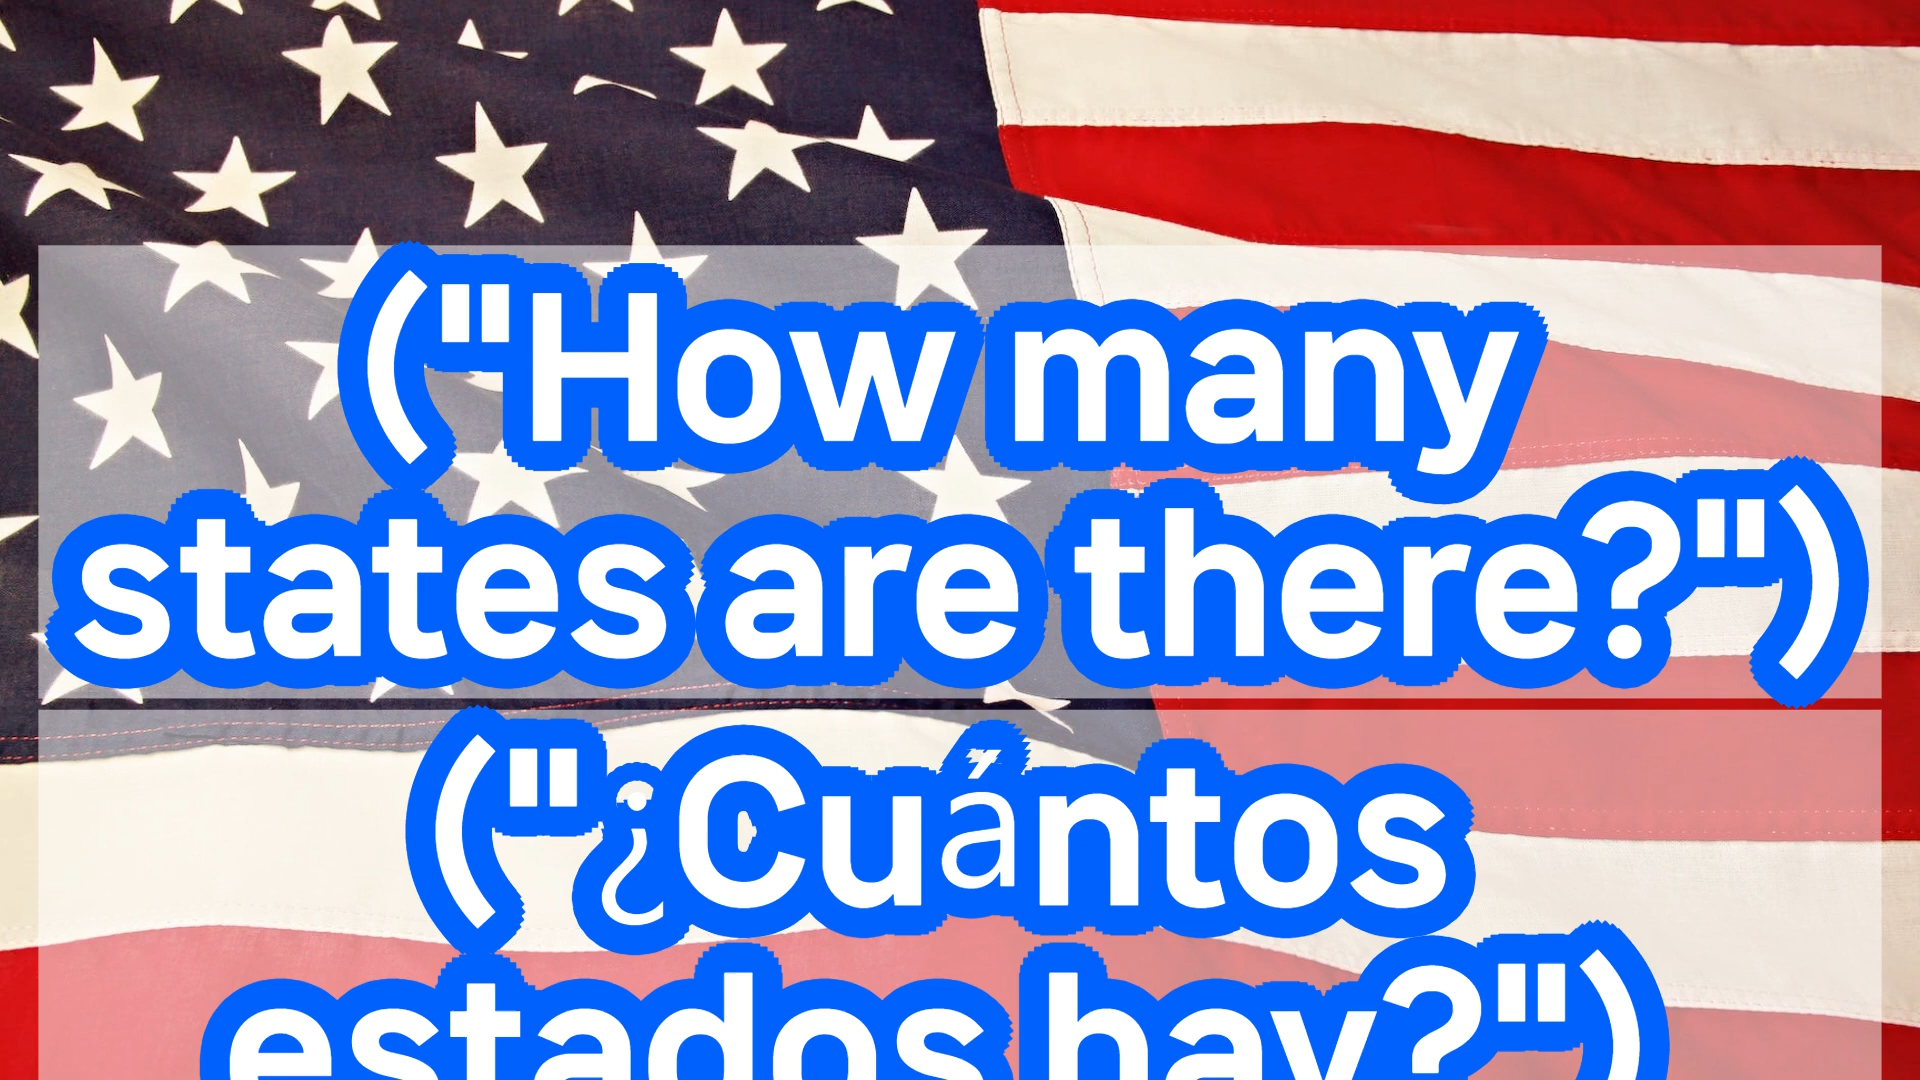 ("How many
states are there?")
("¿Cuántos
estados hay?")